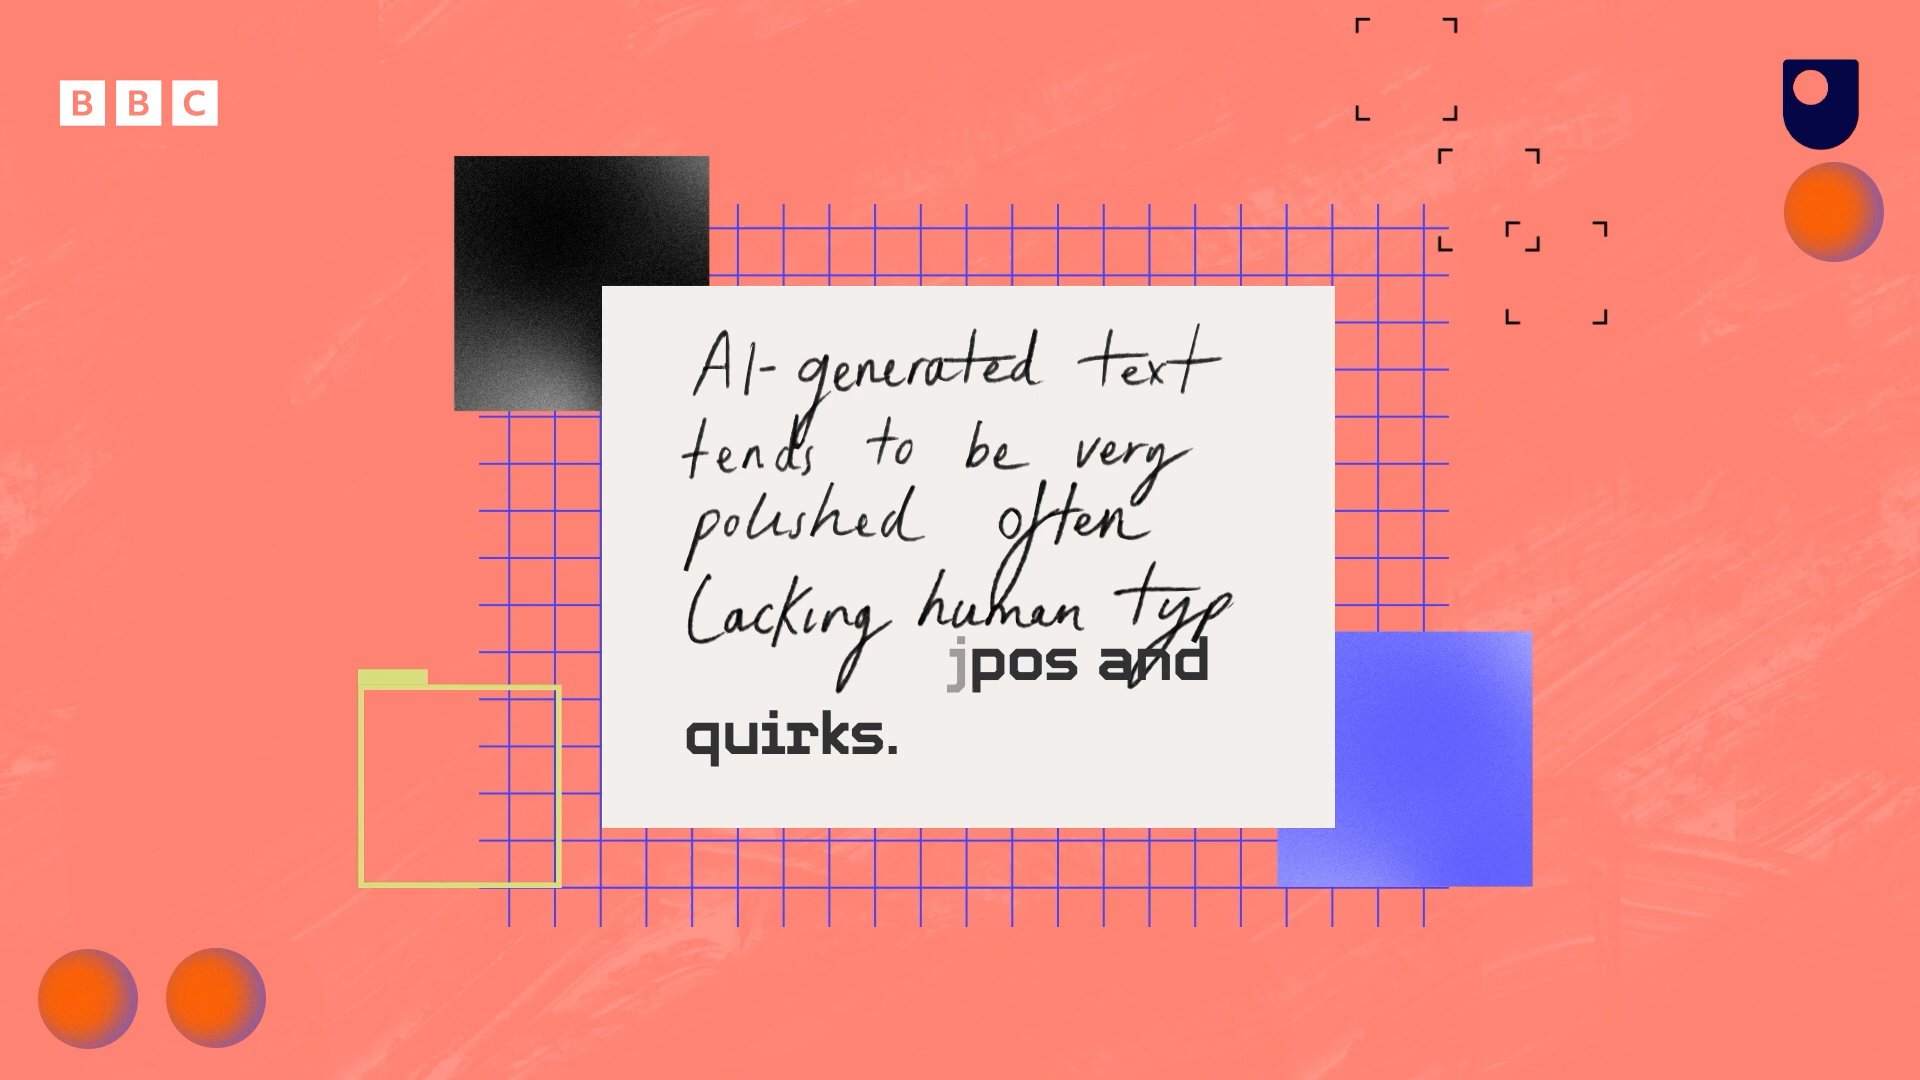 BBC
AI-generated text
tends to be very
polished often
Lacking human typ
jpos and
quirks.